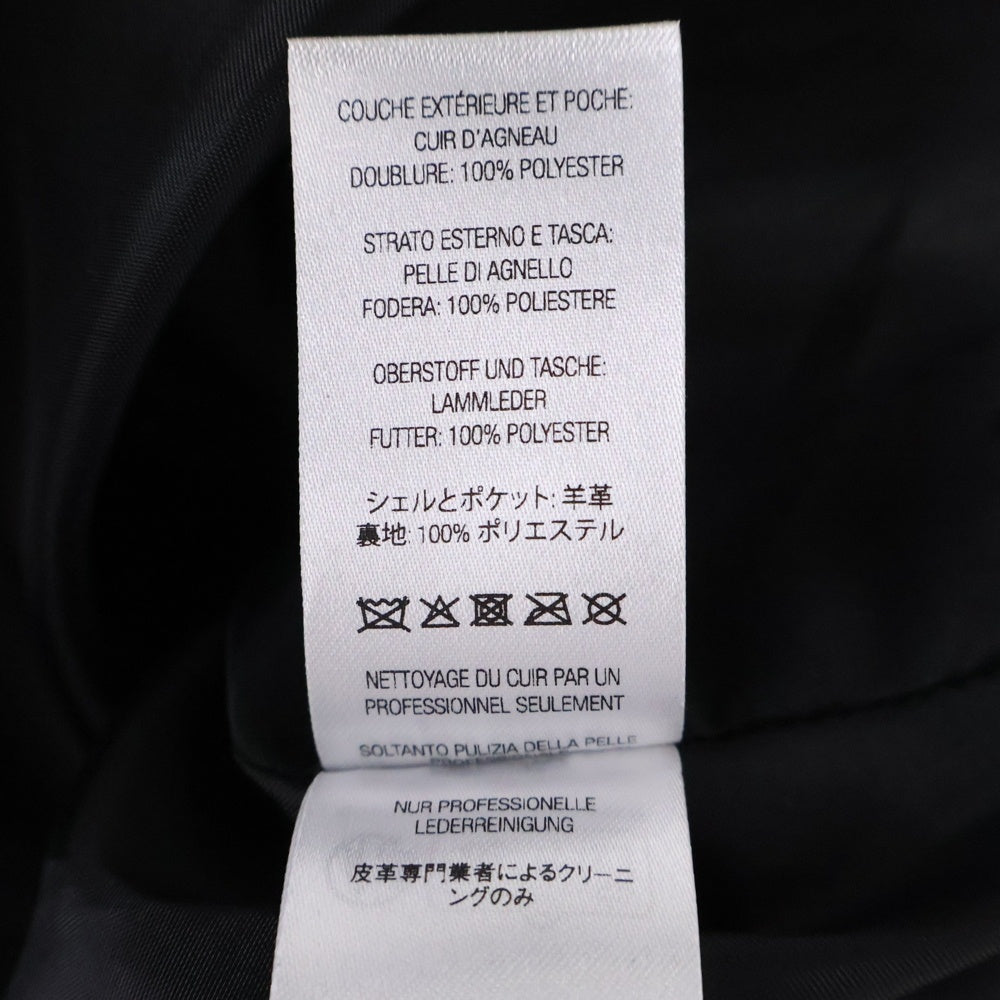 COUCHE EXTÉRIEURE ET POCHE:
CUIR D'AGNEAU
DOUBLURE: 100% POLYESTER
STRATO ESTERNO E TASCA:
PELLE DI AGNELLO
FODERA: 100% POLIESTERE
OBERSTOFF UND TASCHE:
LAMMLEDER
FUTTER: 100% POLYESTER
シェルとポケット: 羊革
裏地: 100% ポリエステル
NETTOYAGE DU CUIR PAR UN
PROFESSIONNEL SEULEMENT
SOLTANTO PULIZIA DELLA PELLE
NUR PROFESSIONELLE
LEDERREINIGUNG
皮革専門業者によるクリーニ
ングのみ